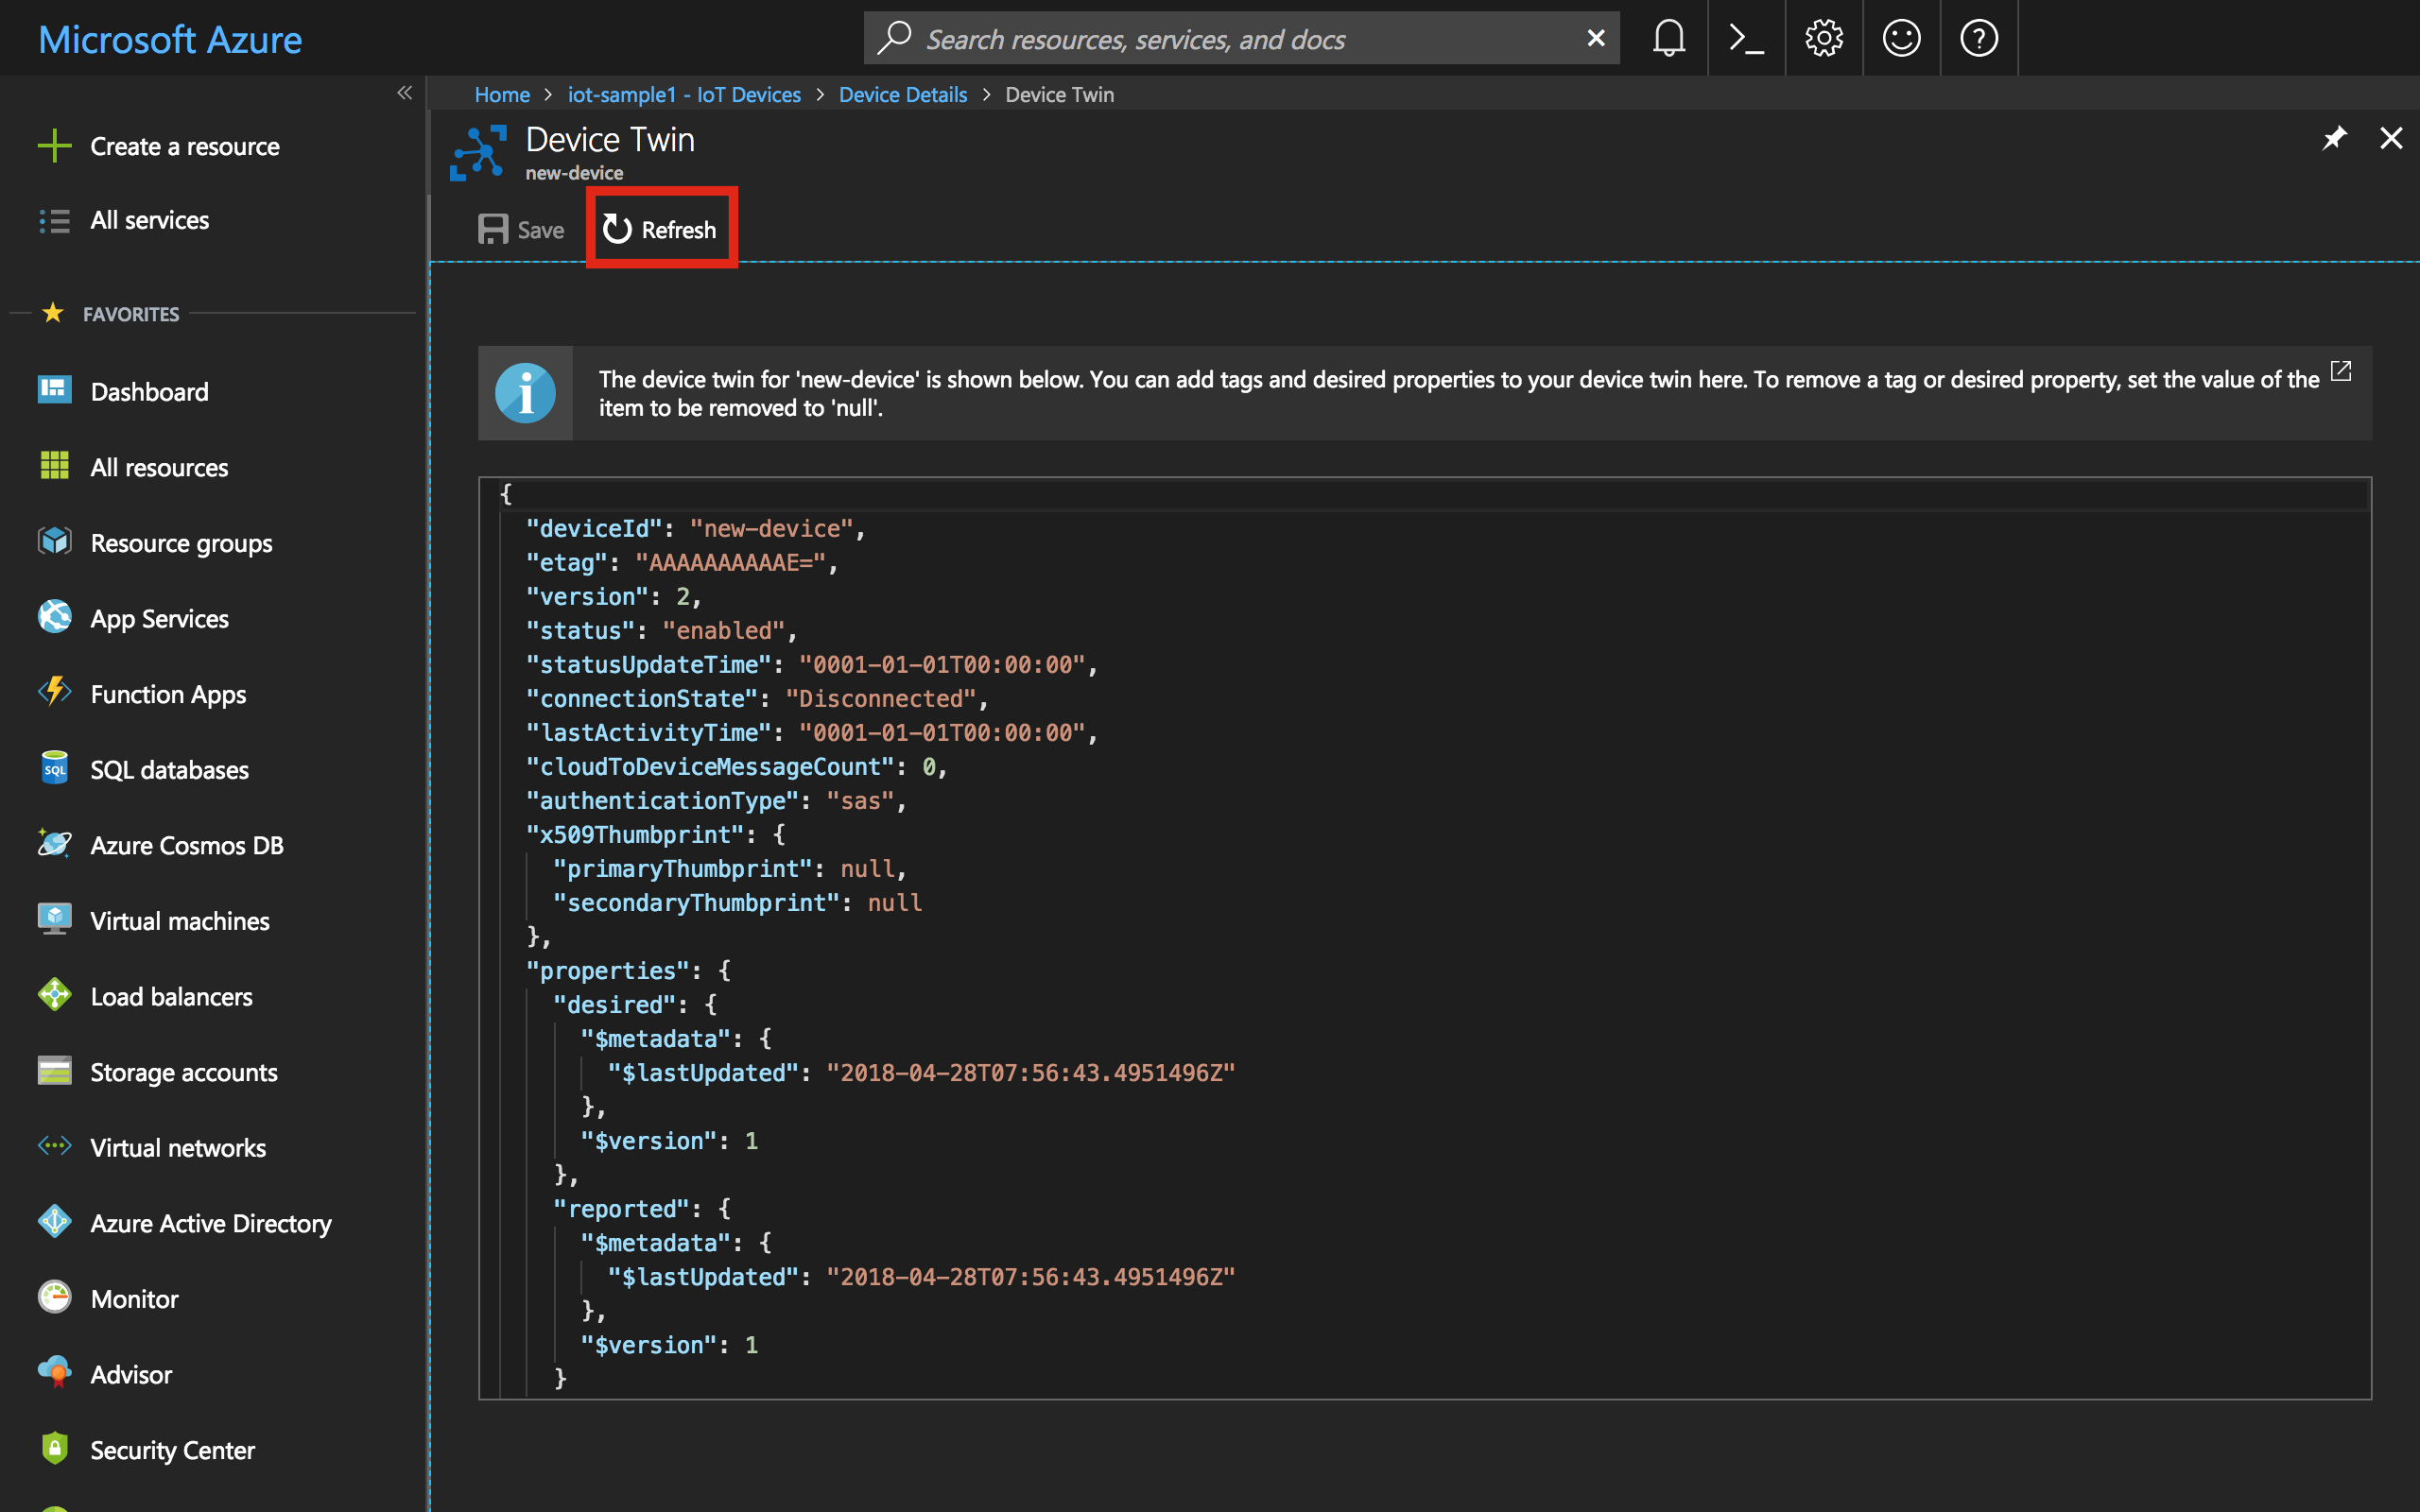 Microsoft Azure
Search resources, services, and docs
Home > iot-sample1 - IoT Devices > Device Details > Device Twin
Device Twin
new-device
Save
Refresh
Create a resource
All services
FAVORITES
Dashboard
All resources
Resource groups
App Services
Function Apps
SQL
SQL databases
Azure Cosmos DB
Virtual machines
Load balancers
Storage accounts
Virtual networks
Azure Active Directory
Monitor
Advisor
Security Center
The device twin for 'new-device' is shown below. You can add tags and desired properties to your device twin here. To remove a tag or desired property, set the value of the
item to be removed to 'null'.
{
"deviceId": "new-device",
"etag": "AAAAAAAAAAE=",
"version": 2,
"status": "enabled",
"statusUpdateTime": "0001-01-01T00:00:00",
"connectionState": "Disconnected",
"lastActivityTime": "0001-01-01T00:00:00",
"cloudToDeviceMessageCount": 0,
"authenticationType": "sas",
"x509Thumbprint": {
"primaryThumbprint": null,
"secondaryThumbprint": null
},
"properties": {
"desired": {
"$metadata": {
"$lastUpdated": "2018-04-28T07:56:43.4951496Z"
},
"$version": 1
},
"reported": {
"$metadata": {
"$lastUpdated": "2018-04-28T07:56:43.4951496Z"
},
"$version": 1
}